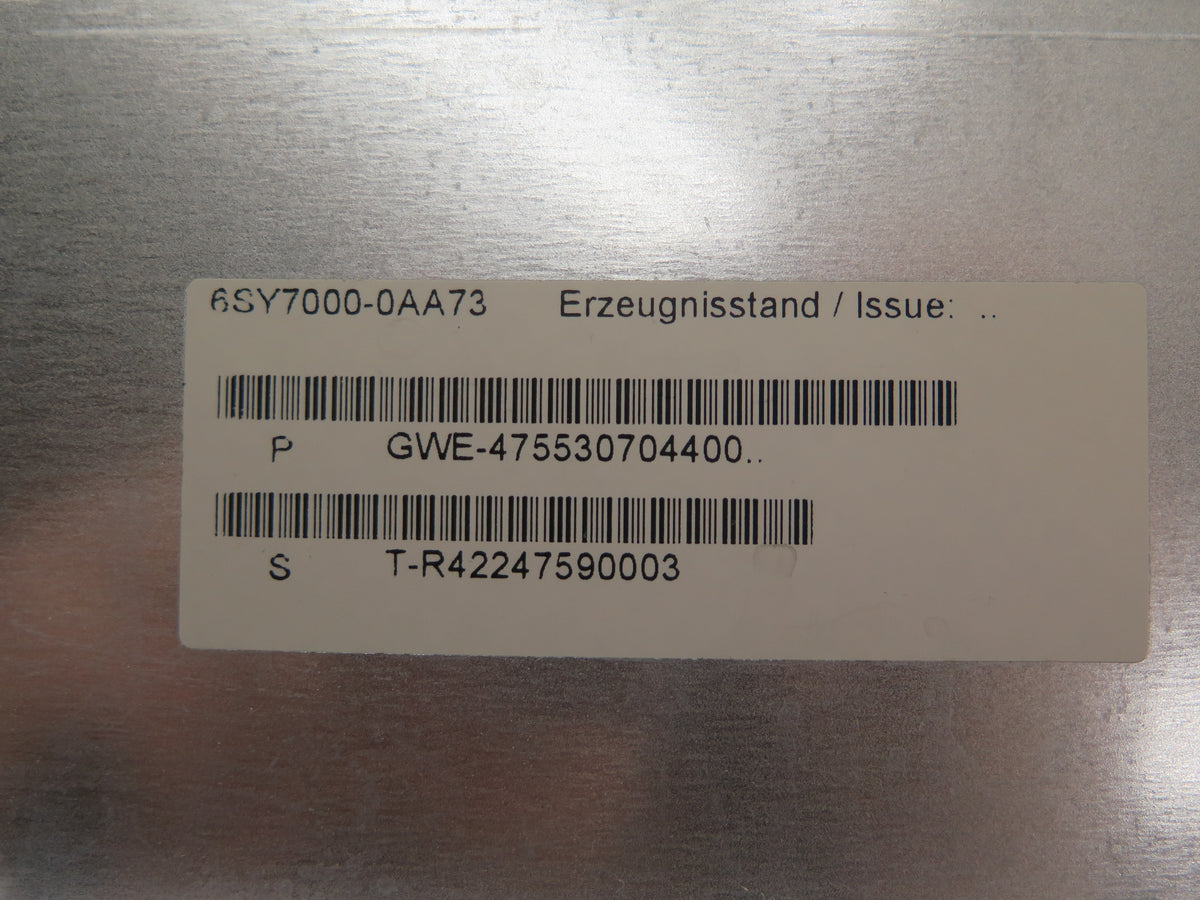 6SY7000-0AA73 Erzeugnisstand / Issue: ..
P GWE-475530704400..
S T-R42247590003